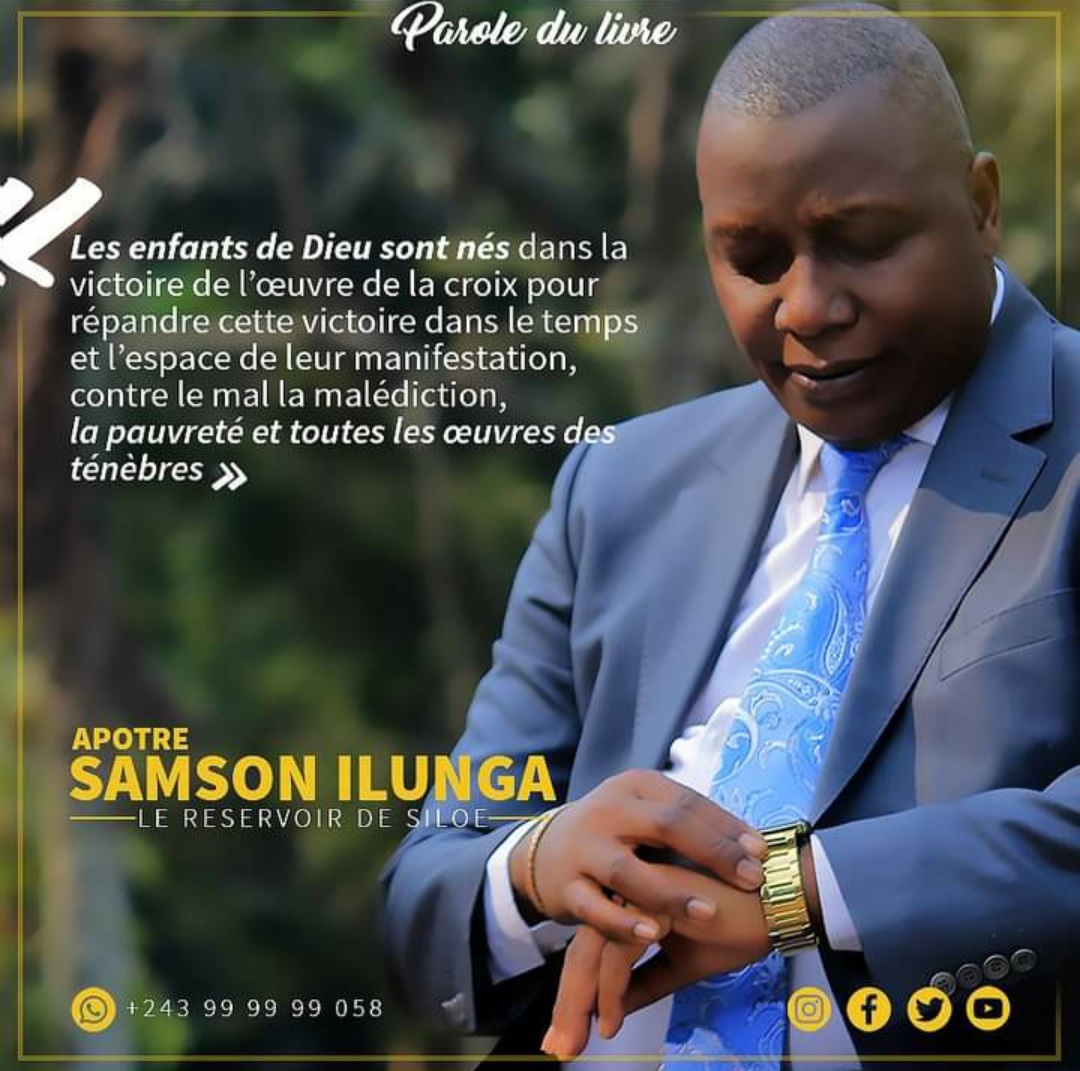 Parole du livre
«
Les enfants de Dieu sont nés dans la
victoire de l'œuvre de la croix pour
répandre cette victoire dans le temps
et l'espace de leur manifestation,
contre le mal la malédiction,
la pauvreté et toutes les œuvres des
ténèbres »
APOTRE
SAMSON ILUNGA
LE RESERVOIR DE SILOE
+243 99 99 99 058